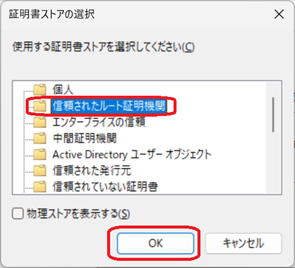 証明書ストアの選択
使用する証明書ストアを選択してください(C)
個人
信頼されたルート証明機関
エンタープライズの信頼
中間証明機関
Active Directory ユーザー オブジェクト
信頼された発行元
信頼されていない証明書
物理ストアを表示する(S)
OK
キャンセル